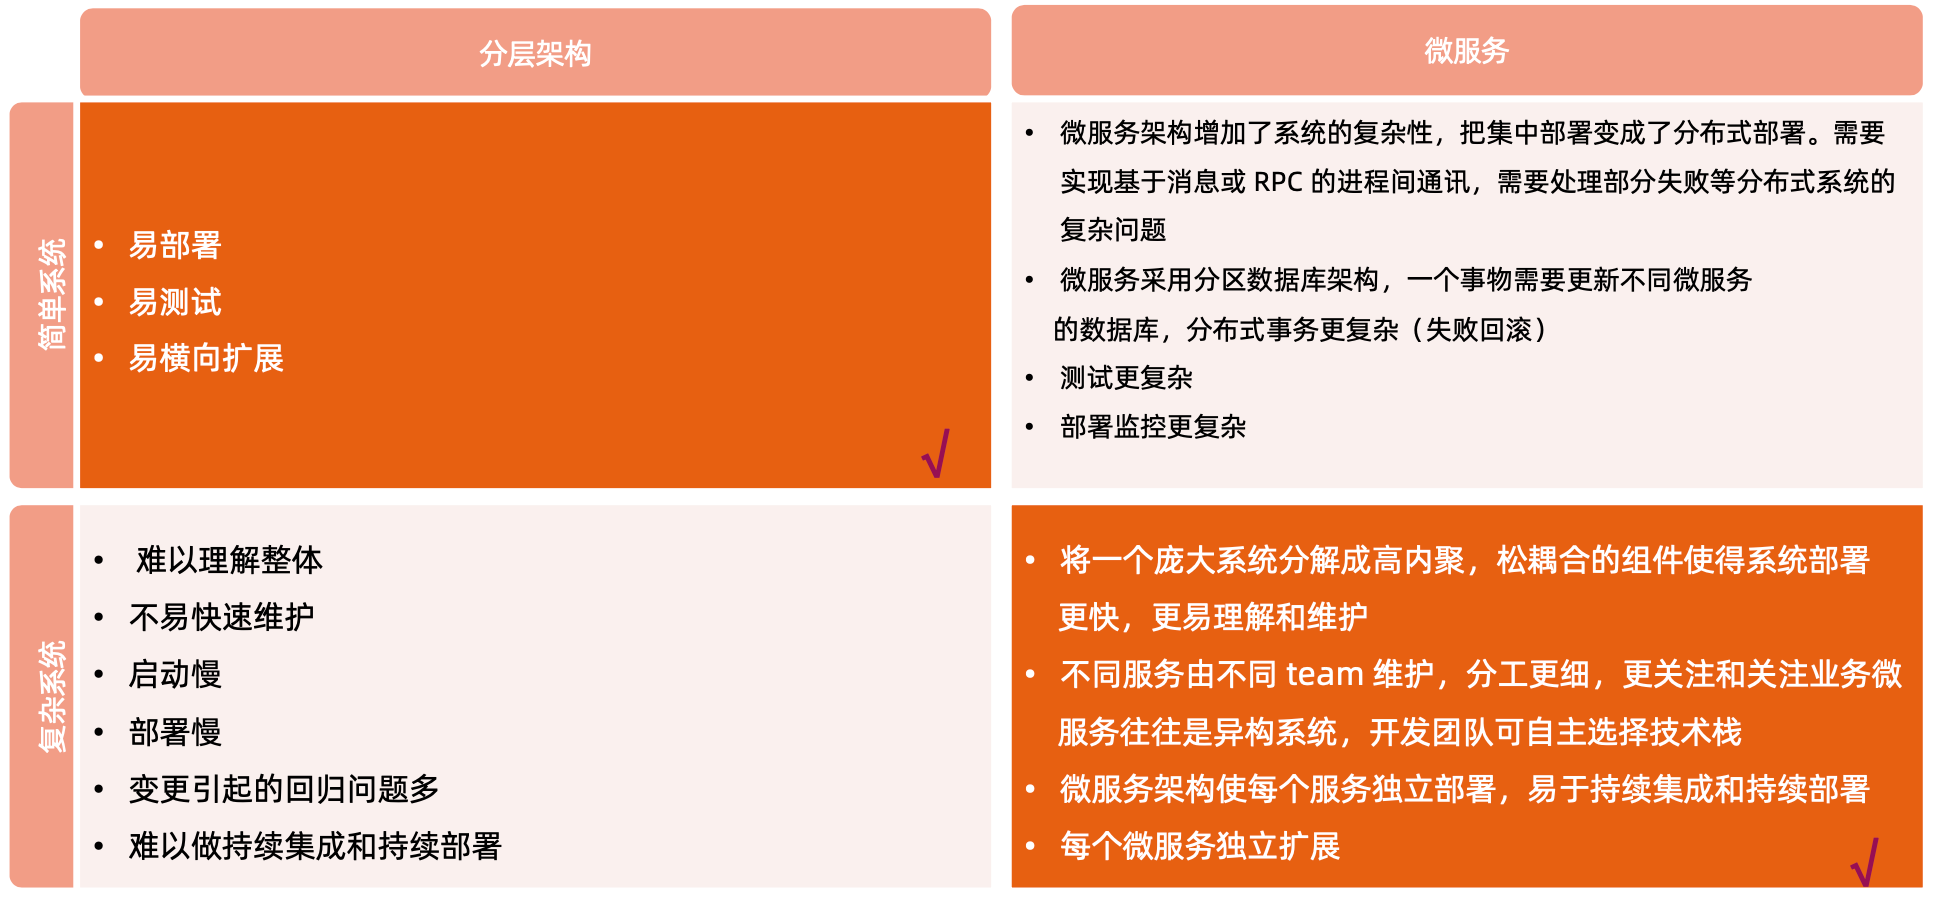 分层架构
微服务
简单系统
• 易部署
• 易测试
• 易横向扩展
√
• 微服务架构增加了系统的复杂性，把集中部署变成了分布式部署。需要
实现基于消息或 RPC 的进程间通讯，需要处理部分失败等分布式系统的
复杂问题
• 微服务采用分区数据库架构，一个事物需要更新不同微服务
的数据库，分布式事务更复杂（失败回滚）
• 测试更复杂
• 部署监控更复杂
复杂系统
• 难以理解整体
• 不易快速维护
• 启动慢
• 部署慢
• 变更引起的回归问题多
• 难以做持续集成和持续部署
• 将一个庞大系统分解成高内聚，松耦合的组件使得系统部署
更快，更易理解和维护
• 不同服务由不同 team 维护，分工更细，更关注和关注业务微
服务往往是异构系统，开发团队可自主选择技术栈
• 微服务架构使每个服务独立部署，易于持续集成和持续部署
• 每个微服务独立扩展
√